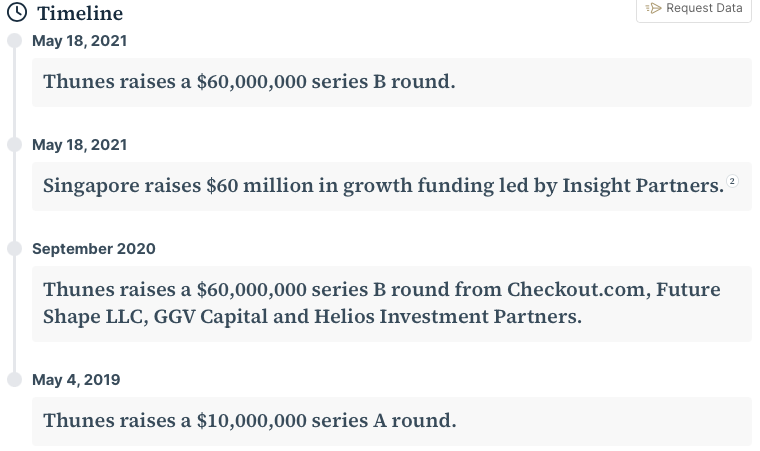 Timeline
Request Data
May 18, 2021
Thunes raises a $60,000,000 series B round.
May 18, 2021
Singapore raises $60 million in growth funding led by Insight Partners. 2
September 2020
Thunes raises a $60,000,000 series B round from Checkout.com, Future
Shape LLC, GGV Capital and Helios Investment Partners.
May 4, 2019
Thunes raises a $10,000,000 series A round.